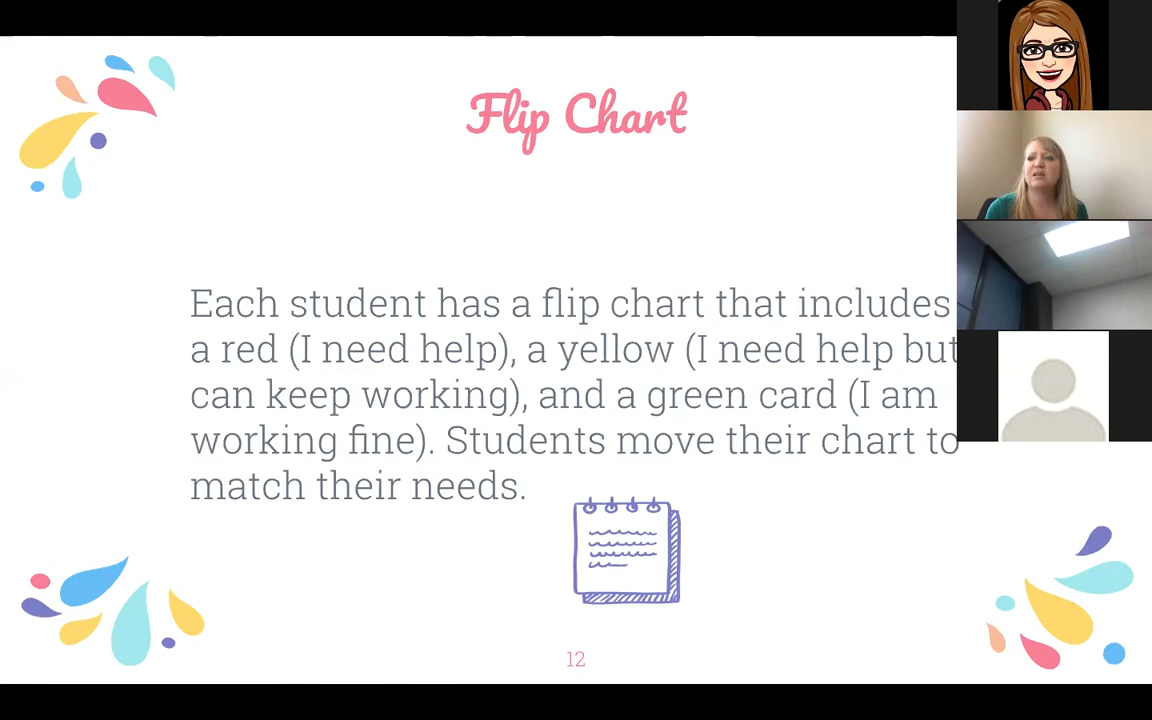 Flip Chart
Each student has a flip chart that includes
a red (I need help), a yellow (I need help but
can keep working), and a green card (I am
working fine). Students move their chart to
match their needs.
12